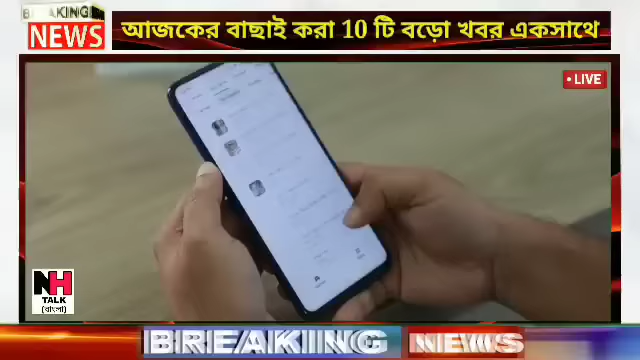 BREAKING
NEWS
আজকের বাছাই করা 10 টি বড়ো খবর একসাথে
LIVE
NH
TALK
(বাংলা)
BREAKING NEWS